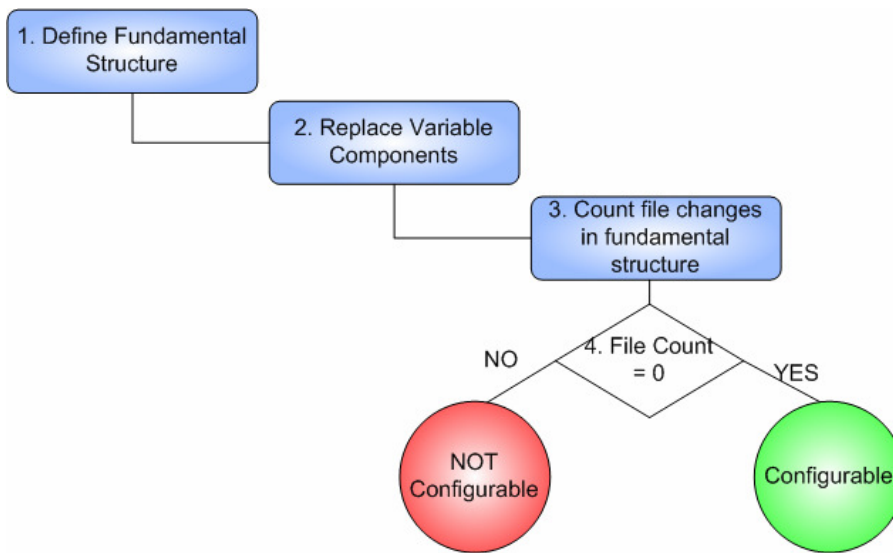 1. Define Fundamental
Structure
2. Replace Variable
Components
3. Count file changes
in fundamental
structure
4. File Count
= 0
NO
YES
NOT
Configurable
Configurable